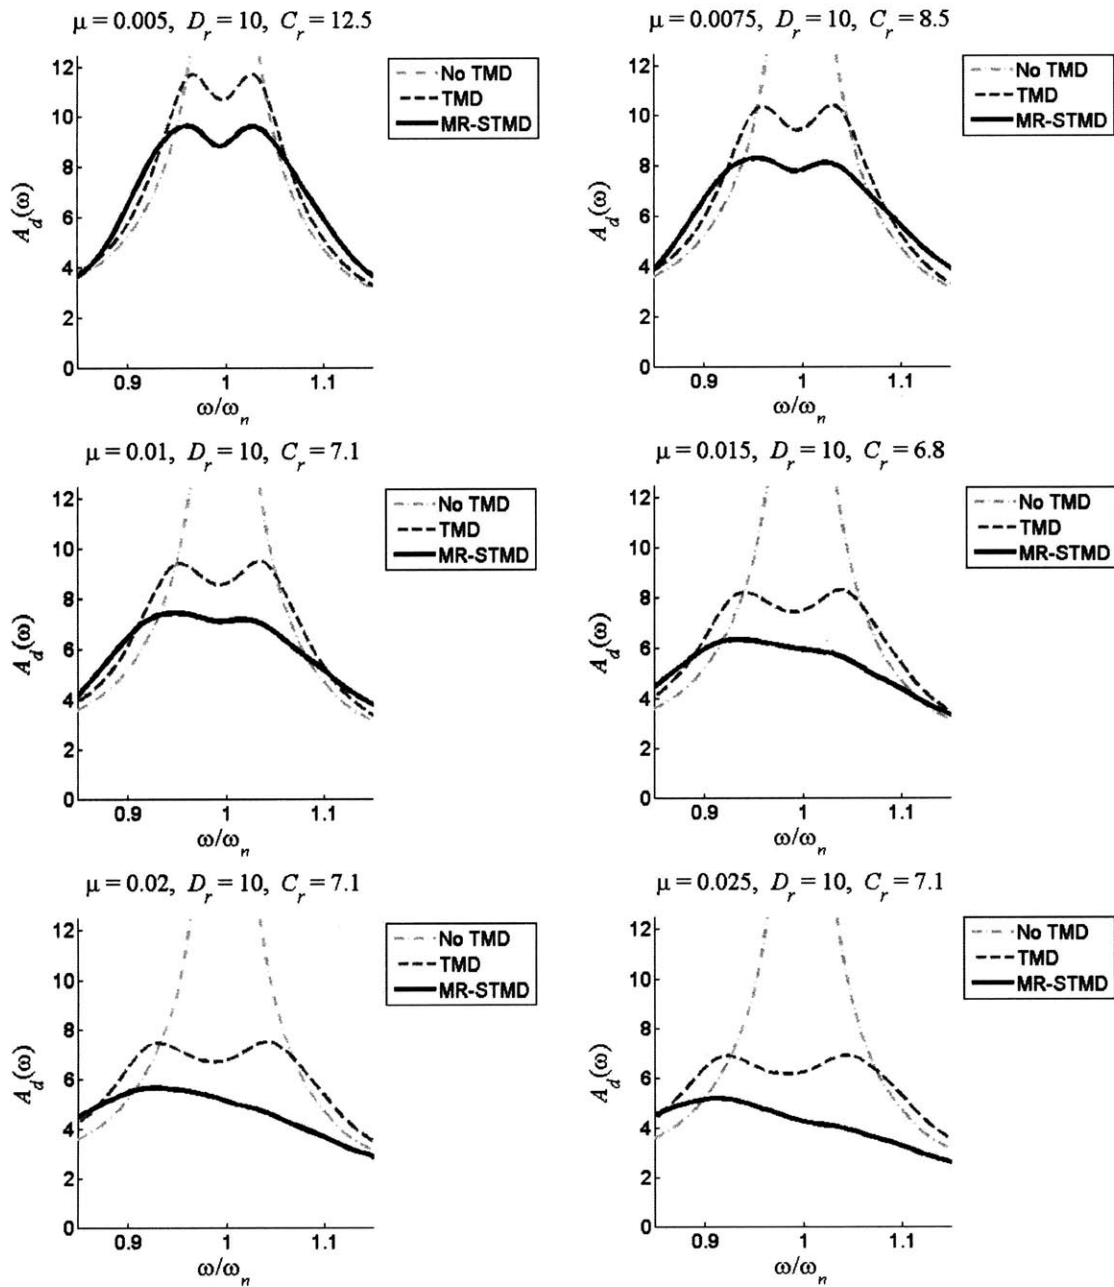 μ = 0.005, D_r = 10, C_r = 12.5
12
10
8
6
4
2
0
A_d(ω)
0.9 1 1.1
ω/ω_n
No TMD
TMD
MR-STMD
μ = 0.0075, D_r = 10, C_r = 8.5
12
10
8
6
4
2
0
A_d(ω)
0.9 1 1.1
ω/ω_n
No TMD
TMD
MR-STMD
μ = 0.01, D_r = 10, C_r = 7.1
12
10
8
6
4
2
0
A_d(ω)
0.9 1 1.1
ω/ω_n
No TMD
TMD
MR-STMD
μ = 0.015, D_r = 10, C_r = 6.8
12
10
8
6
4
2
0
A_d(ω)
0.9 1 1.1
ω/ω_n
No TMD
TMD
MR-STMD
μ = 0.02, D_r = 10, C_r = 7.1
12
10
8
6
4
2
0
A_d(ω)
0.9 1 1.1
ω/ω_n
No TMD
TMD
MR-STMD
μ = 0.025, D_r = 10, C_r = 7.1
12
10
8
6
4
2
0
A_d(ω)
0.9 1 1.1
ω/ω_n
No TMD
TMD
MR-STMD